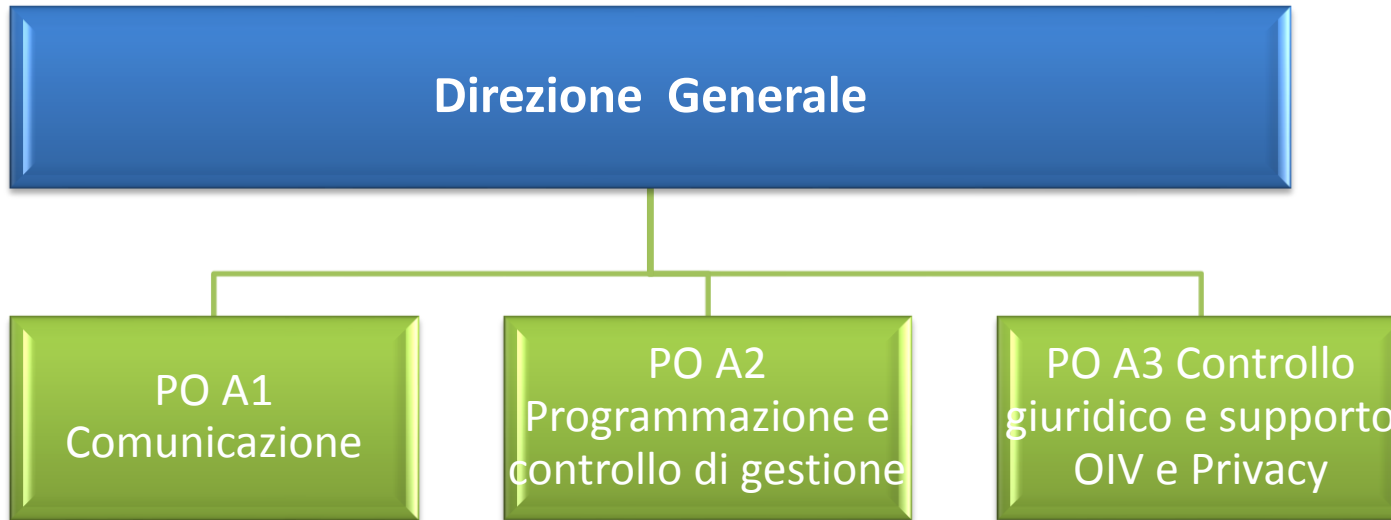 Direzione  Generale
PO A1
Comunicazione
PO A2
Programmazione e
controllo di gestione
PO A3 Controllo
giuridico e supporto
OIV e Privacy